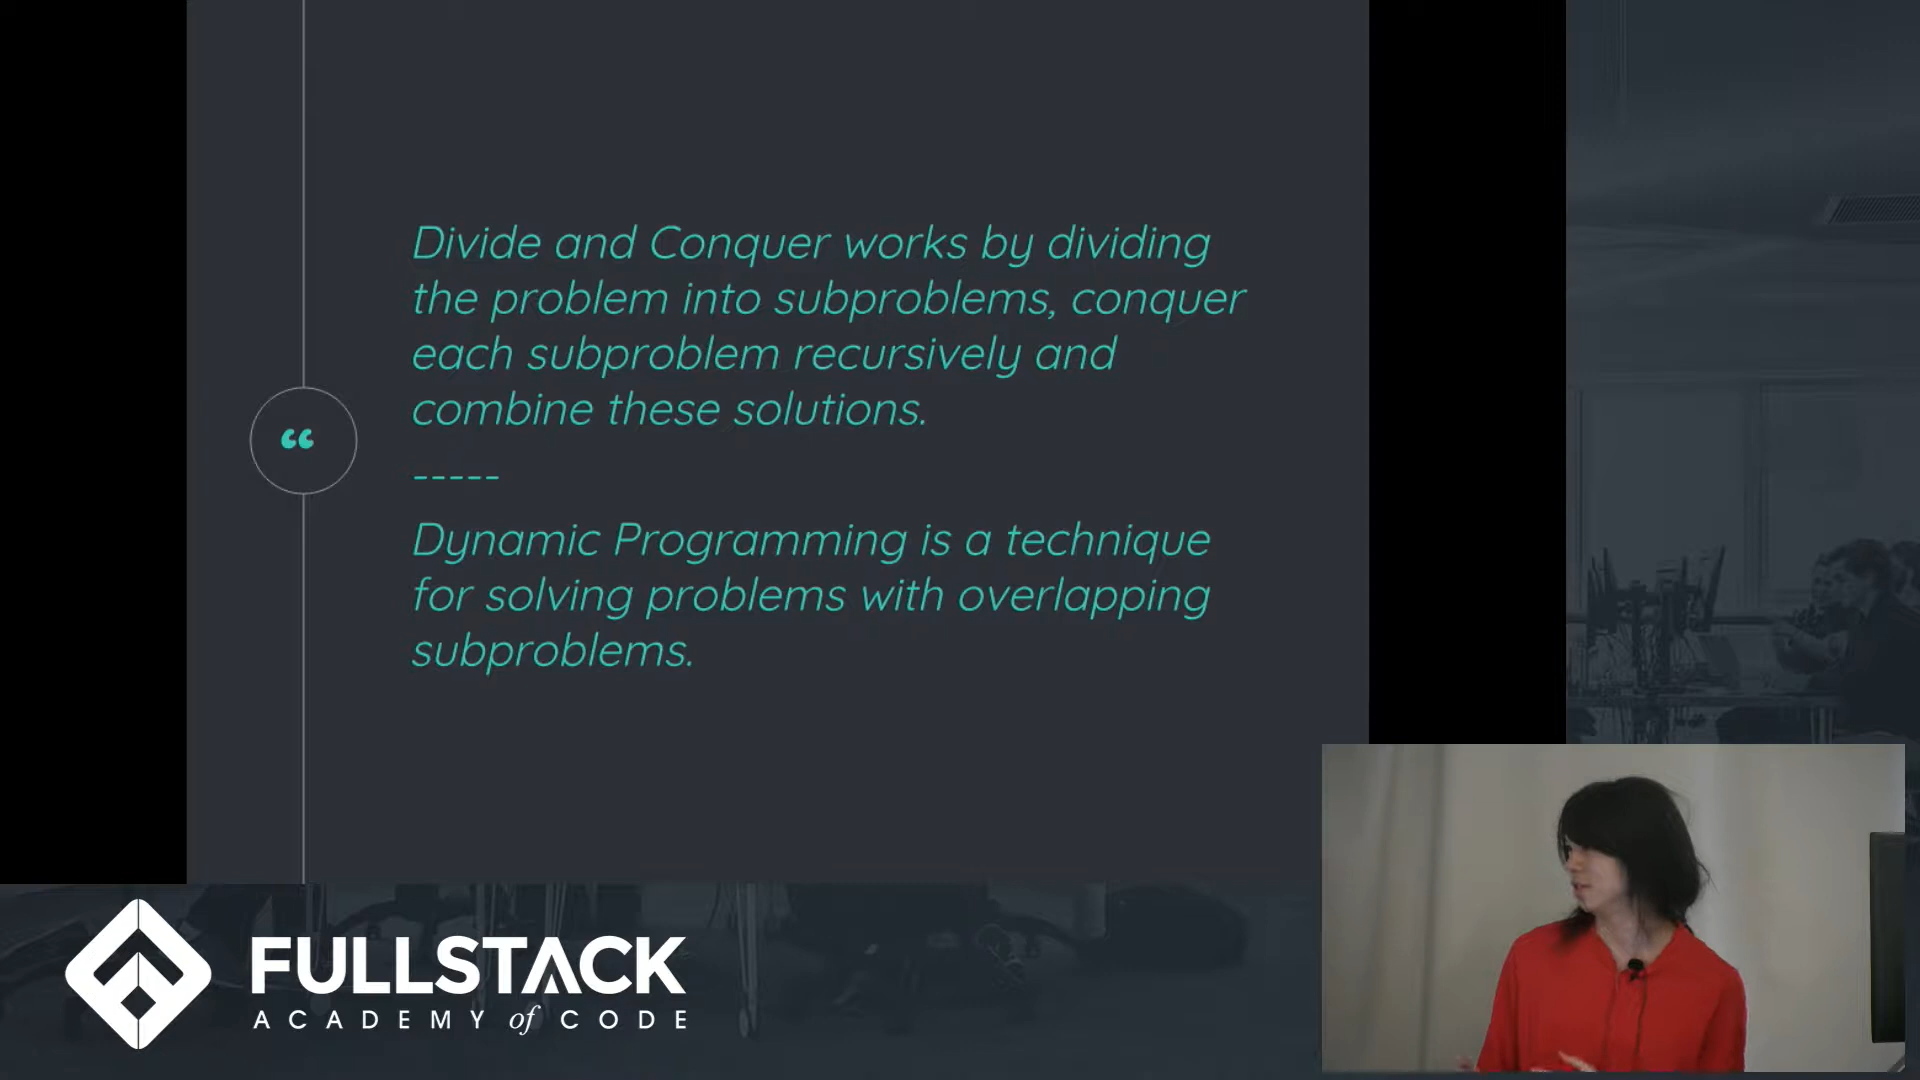 Divide and Conquer works by dividing
the problem into subproblems, conquer
each subproblem recursively and
combine these solutions.
-----
“
Dynamic Programming is a technique
for solving problems with overlapping
subproblems.
FULLSTACK
ACADEMY of CODE